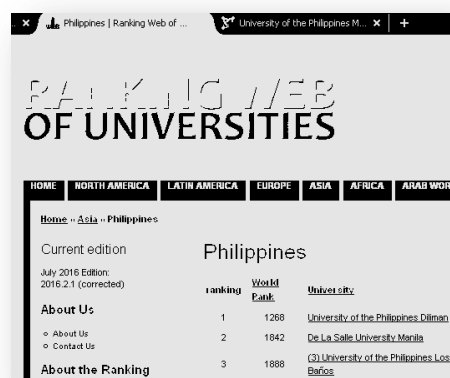 Philippines | Ranking Web of ...
University of the Philippines M...
RANKING WEB
OF UNIVERSITIES
HOME NORTH AMERICA LATIN AMERICA EUROPE ASIA AFRICA ARAB WOR
Home » Asia » Philippines
Current edition
July 2016 Edition:
2016.2.1 (corrected)
About Us
About Us
Contact Us
About the Ranking
Philippines
ranking World Rank University
1 1268 University of the Philippines Diliman
2 1842 De La Salle University Manila
3 1888 (3) University of the Philippines Los
Baños